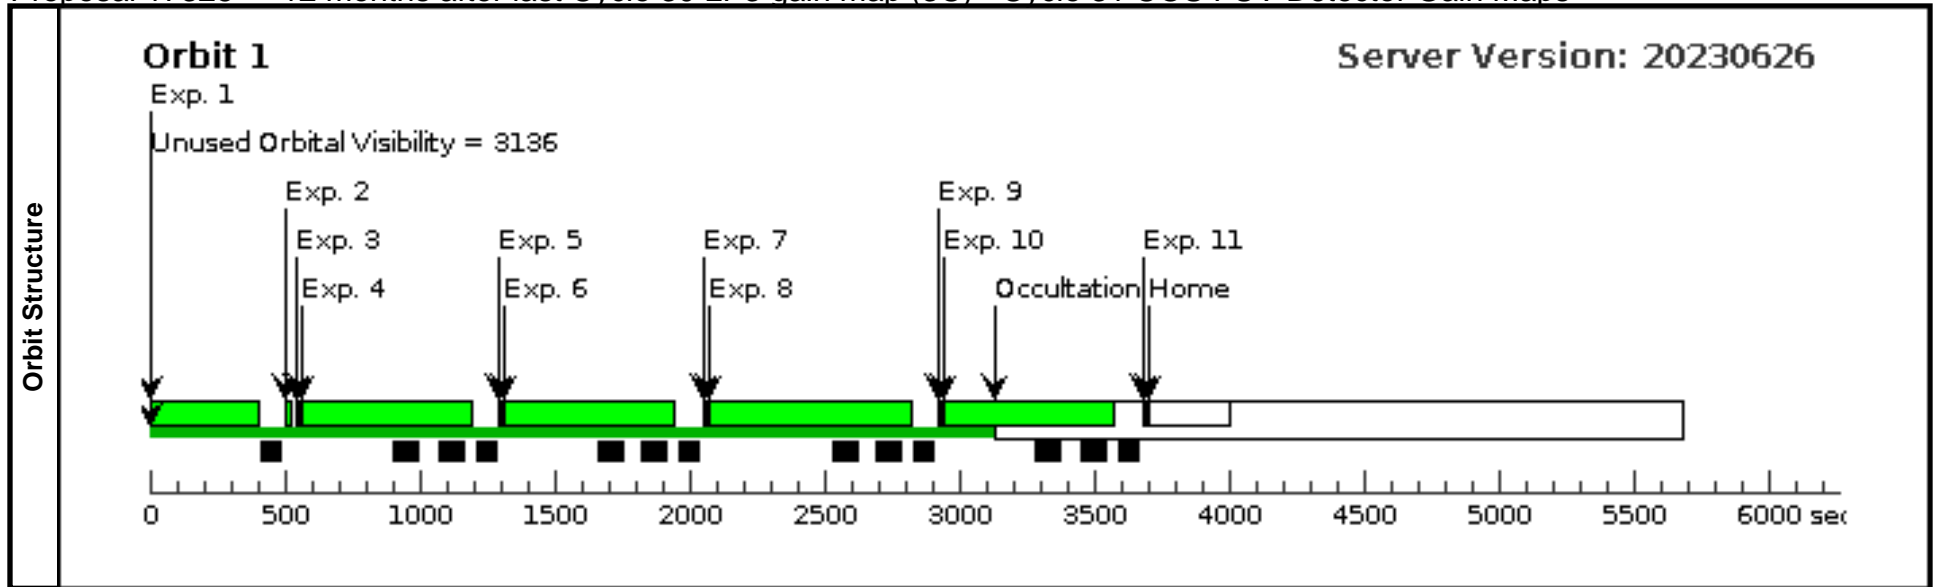 Orbit 1
Server Version: 20230626
Exp. 1
Unused Orbital Visibility = 3136
Exp. 2
Exp. 9
Exp. 3
Exp. 5
Exp. 7
Exp. 10
Exp. 11
Exp. 4
Exp. 6
Exp. 8
Occultation
Home
Orbit Structure
0 500 1000 1500 2000 2500 3000 3500 4000 4500 5000 5500 6000 sec